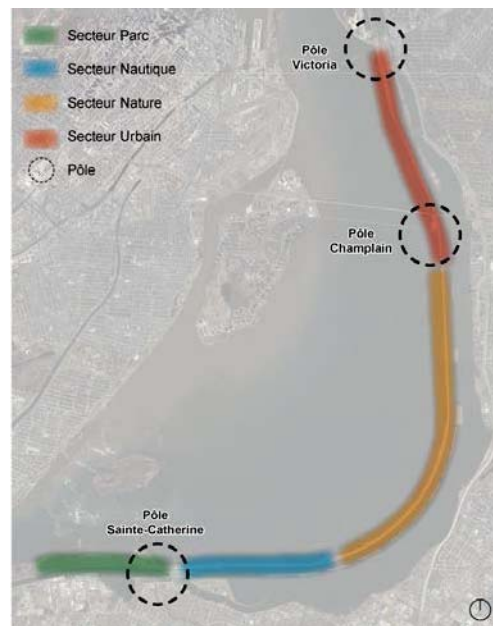 Secteur Parc
Secteur Nautique
Secteur Nature
Secteur Urbain
Pôle
Pôle
Victoria
Pôle
Champlain
Pôle
Sainte-Catherine